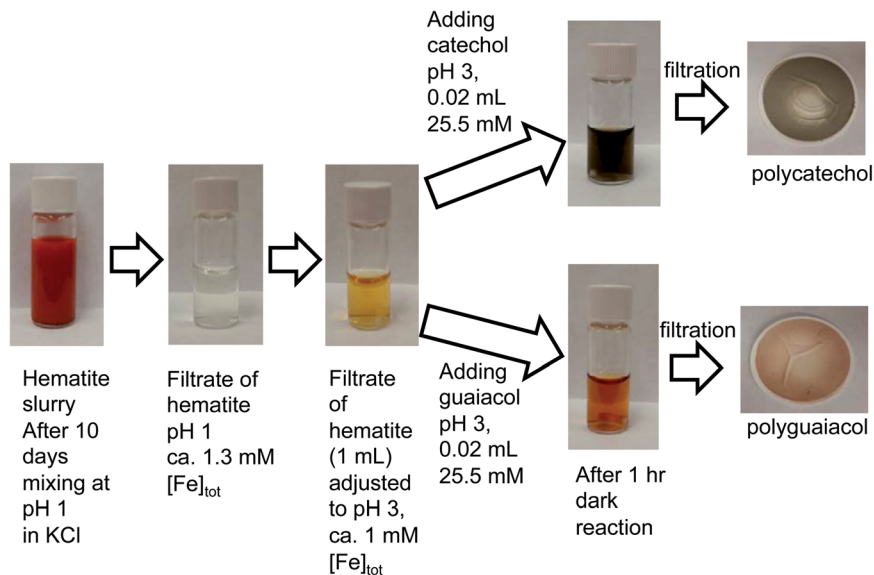 Adding
catechol
pH 3,
0.02 mL
25.5 mM
filtration
polycatechol
Hematite
slurry
After 10
days
mixing at
pH 1
in KCl
Filtrate of
hematite
pH 1
ca. 1.3 mM
[Fe]tot
Filtrate
of
hematite
(1 mL)
adjusted
to pH 3,
ca. 1 mM
[Fe]tot
Adding
guaiacol
pH 3,
0.02 mL
25.5 mM
After 1 hr
dark
reaction
filtration
polyguaiacol